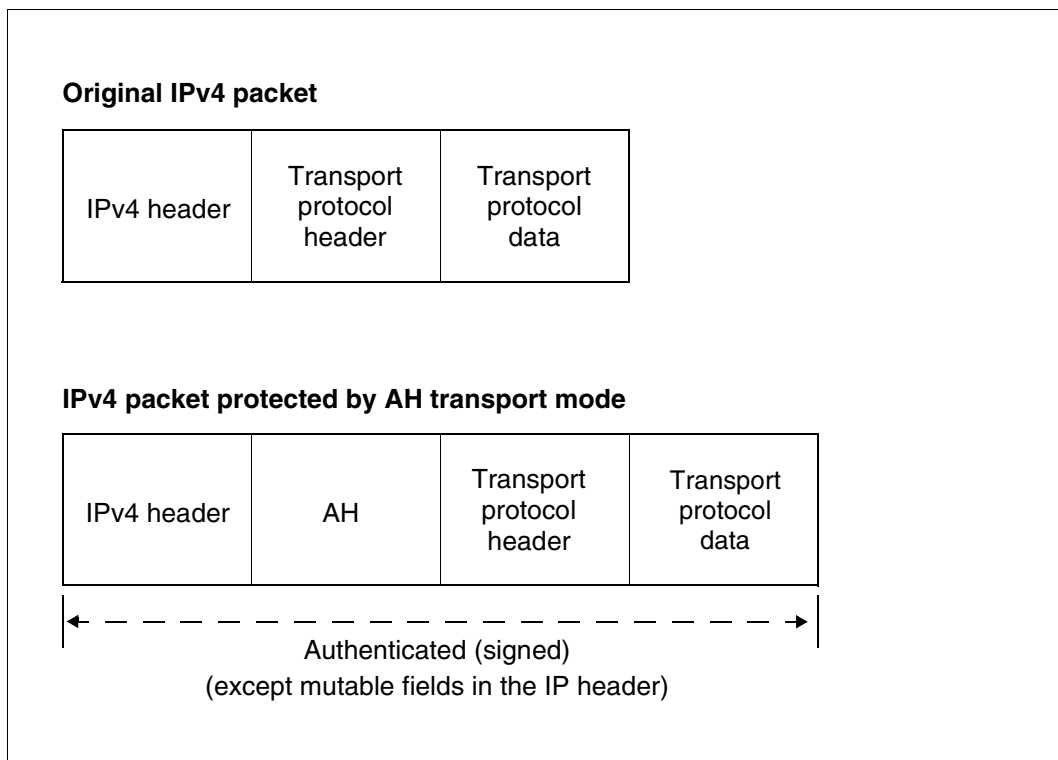 Original IPv4 packet
IPv4 header
Transport
protocol
header
Transport
protocol
data
IPv4 packet protected by AH transport mode
IPv4 header
AH
Transport
protocol
header
Transport
protocol
data
Authenticated (signed)
(except mutable fields in the IP header)